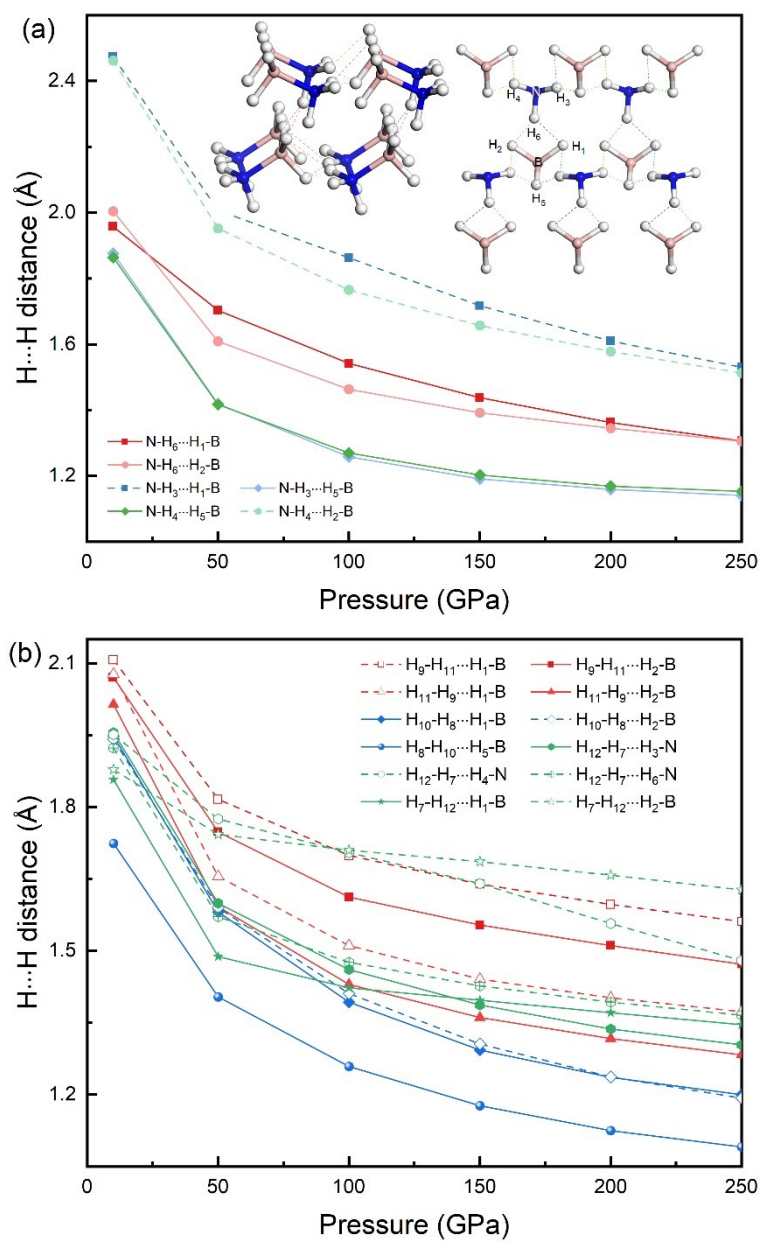 (a)
H···H distance (Å)
2.4
2.0
1.6
1.2
H₄ N H₃
H₆
H₂ H₁
B
H₅
N-H₆···H₁-B
N-H₆···H₂-B
N-H₃···H₁-B N-H₃···H₅-B
N-H₄···H₅-B N-H₄···H₂-B
0 50 100 150 200 250
Pressure (GPa)
(b)
H···H distance (Å)
2.1
1.8
1.5
1.2
H₉-H₁₁···H₁-B H₉-H₁₁···H₂-B
H₁₁-H₉···H₁-B H₁₁-H₉···H₂-B
H₁₀-H₈···H₁-B H₁₀-H₈···H₂-B
H₈-H₁₀···H₅-B H₁₂-H₇···H₃-N
H₁₂-H₇···H₄-N H₁₂-H₇···H₆-N
H₇-H₁₂···H₁-B H₇-H₁₂···H₂-B
0 50 100 150 200 250
Pressure (GPa)